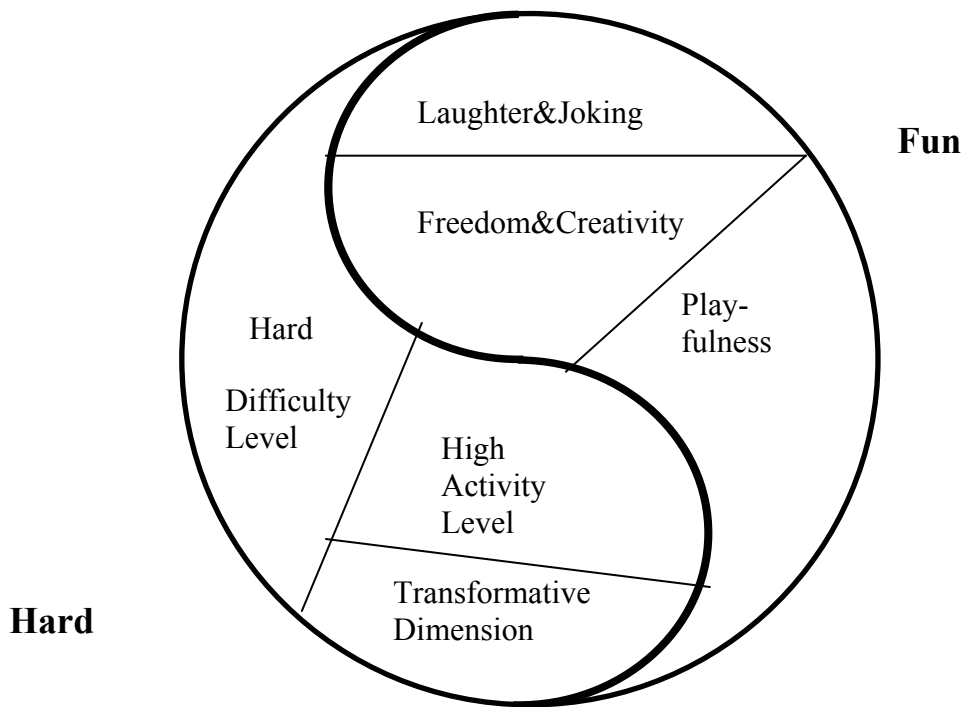 Laughter&Joking
Fun
Freedom&Creativity
Play-
fulness
Hard
Difficulty
Level
High
Activity
Level
Transformative
Dimension
Hard